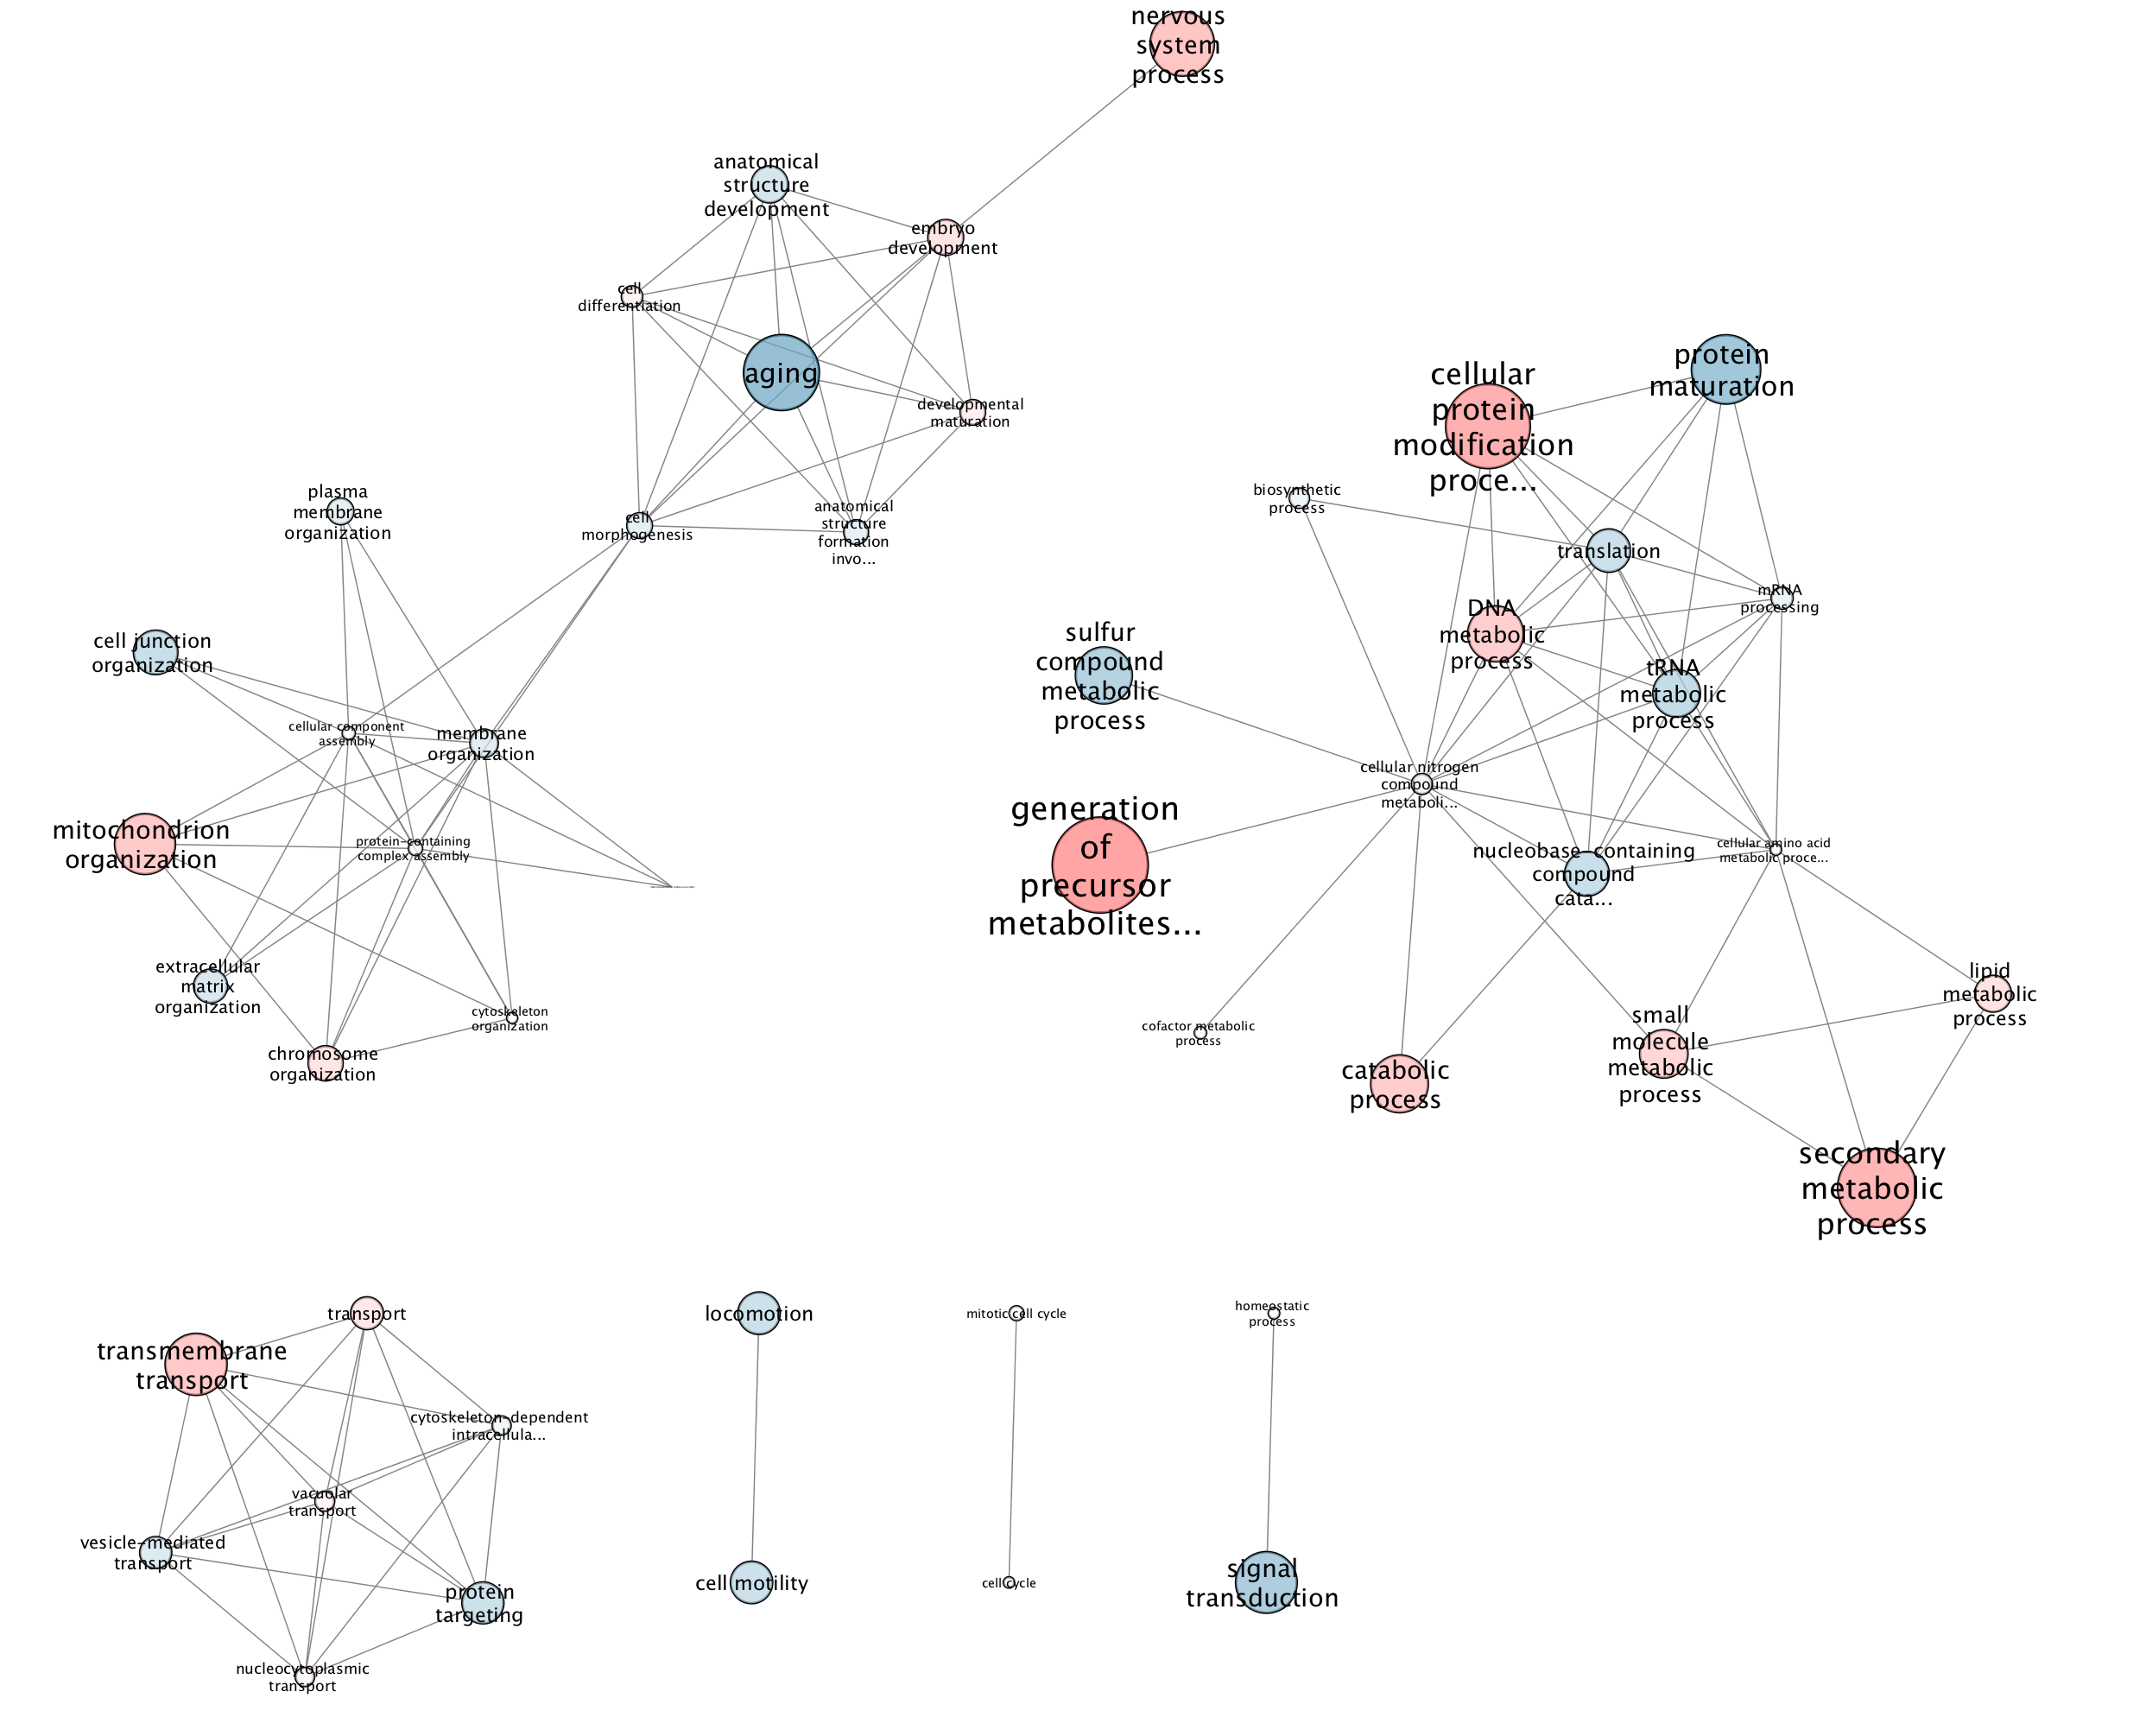 nervous
system
process
anatomical
structure
development
embryo
development
cell
differentiation
aging
developmental
maturation
cell
morphogenesis
anatomical
structure
formation
invo...
plasma
membrane
organization
cell junction
organization
cellular component
assembly
membrane
organization
mitochondrion
organization
protein-containing
complex assembly
extracellular
matrix
organization
cytoskeleton
organization
chromosome
organization
cellular
protein
modification
proce...
protein
maturation
biosynthetic
process
translation
mRNA
processing
DNA
metabolic
process
tRNA
metabolic
process
sulfur
compound
metabolic
process
cellular nitrogen
compound
metaboli...
generation
of
precursor
metabolites...
nucleobase-containing
compound
cata...
cellular amino acid
metabolic proce...
cofactor metabolic
process
catabolic
process
small
molecule
metabolic
process
lipid
metabolic
process
secondary
metabolic
process
transport
transmembrane
transport
cytoskeleton-dependent
intracellula...
vacuolar
transport
vesicle-mediated
transport
protein
targeting
nucleocytoplasmic
transport
locomotion
cell motility
mitotic cell cycle
cell cycle
homeostatic
process
signal
transduction